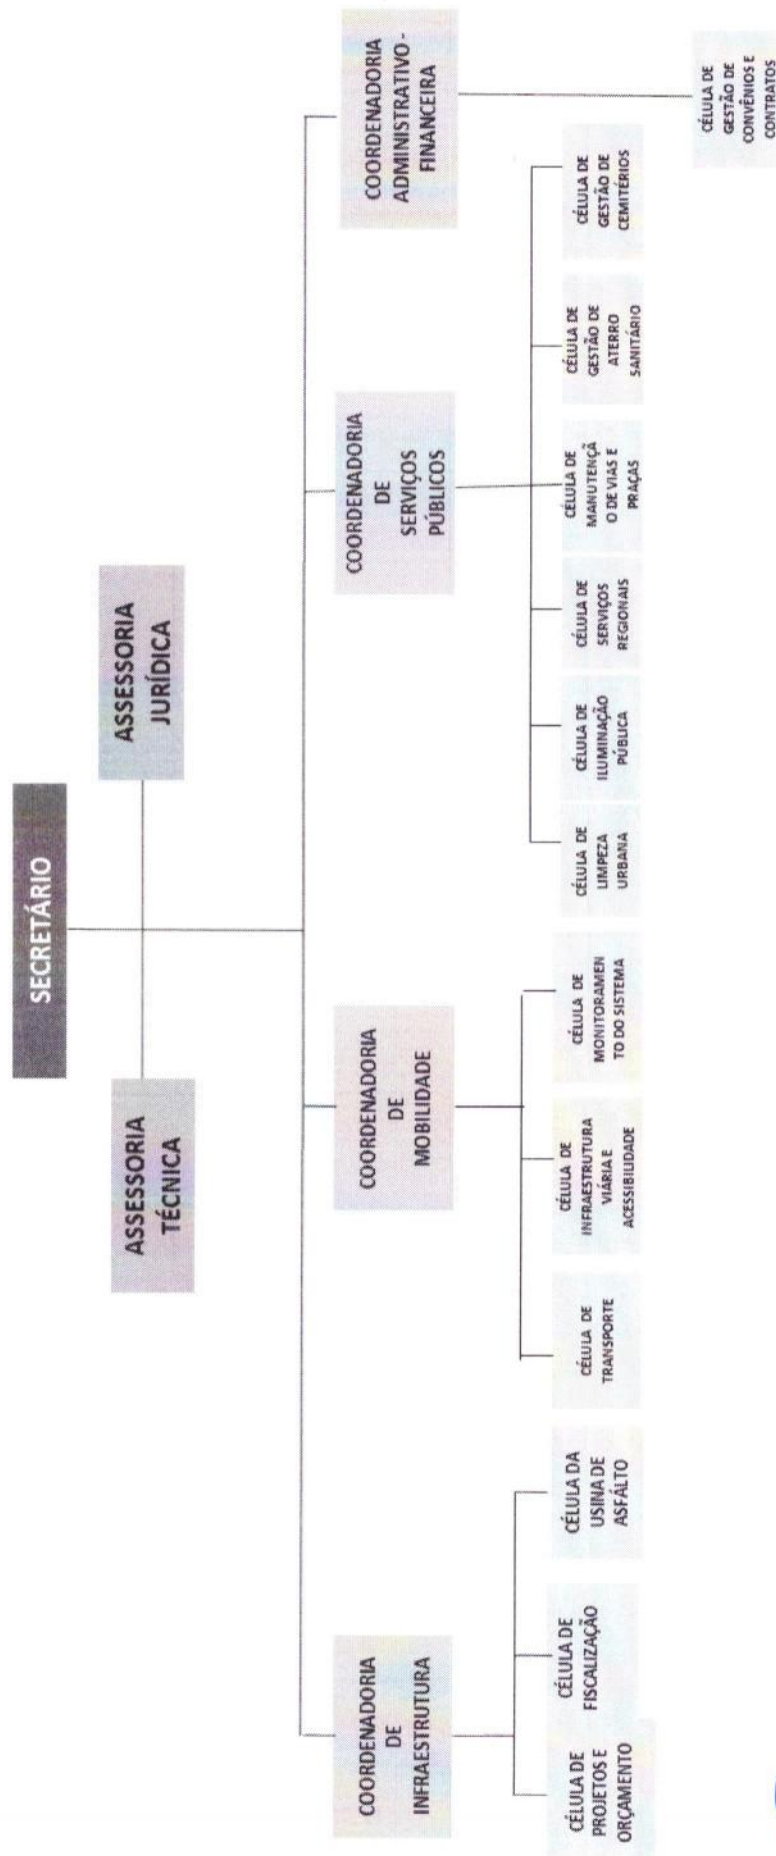 SECRETÁRIO
ASSESSORIA
TÉCNICA
ASSESSORIA
JURÍDICA
COORDENADORIA
DE
INFRAESTRUTURA
COORDENADORIA
DE
MOBILIDADE
COORDENADORIA
DE
SERVIÇOS
PÚBLICOS
COORDENADORIA
ADMINISTRATIVO-
FINANCEIRA
CÉLULA DE
PROJETOS E
ORÇAMENTO
CÉLULA DE
FISCALIZAÇÃO
CÉLULA DA
USINA DE
ASFÁLTO
CÉLULA DE
TRANSPORTE
CÉLULA DE
INFRAESTRUTURA
VIÁRIA E
ACESSIBILIDADE
CÉLULA DE
MONITORAMEN
TO DO SISTEMA
CÉLULA DE
LIMPEZA
URBANA
CÉLULA DE
ILUMINAÇÃO
PÚBLICA
CÉLULA DE
SERVIÇOS
REGIONAIS
CÉLULA DE
MANUTENÇÃ
O DE VIAS E
PRAÇAS
CÉLULA DE
GESTÃO DE
ATERRO
SANITÁRIO
CÉLULA DE
GESTÃO DE
CEMITÉRIOS
CÉLULA DE
GESTÃO DE
CONVÊNIOS E
CONTRATOS